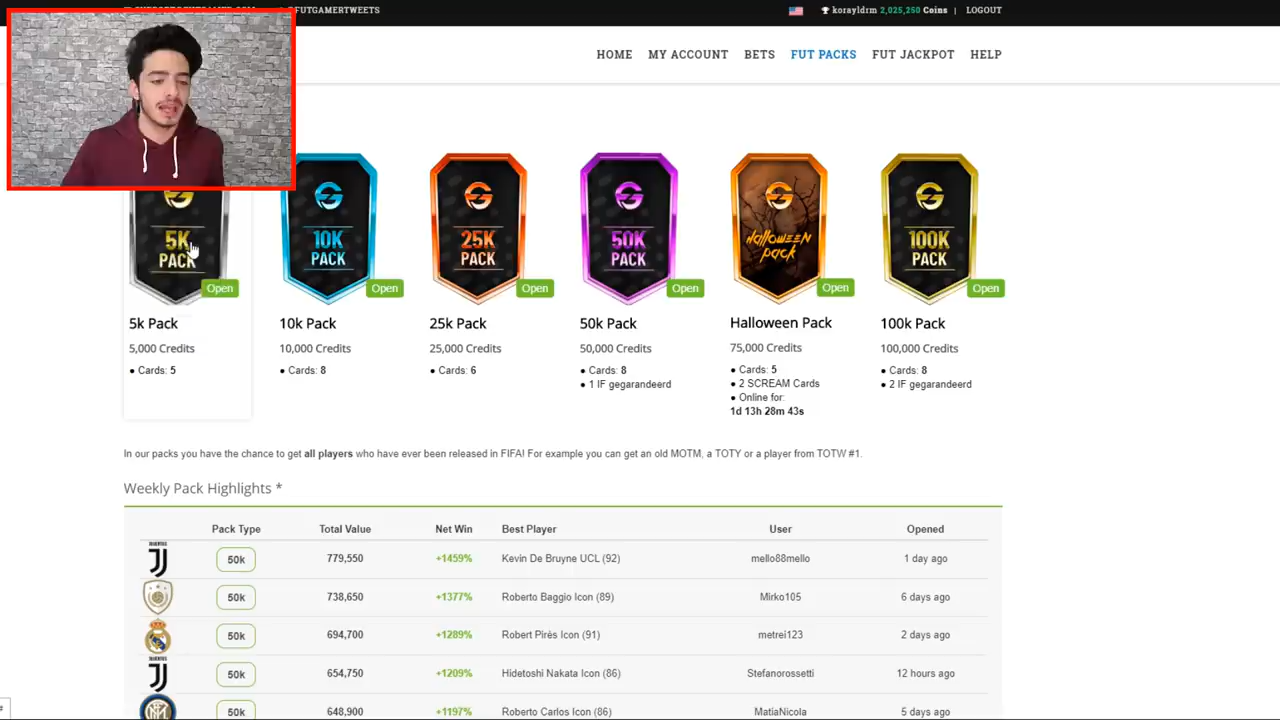 FUTGAMERTWEETS
korayldrm 2,025,250 Coins | LOGOUT
HOME MY ACCOUNT BETS FUT PACKS FUT JACKPOT HELP
5K PACK
10K PACK
25K PACK
50K PACK
Halloween pack
100K PACK
Open Open Open Open Open Open
5k Pack
5,000 Credits
● Cards: 5
10k Pack
10,000 Credits
● Cards: 8
25k Pack
25,000 Credits
● Cards: 6
50k Pack
50,000 Credits
● Cards: 8
● 1 IF gegarandeerd
Halloween Pack
75,000 Credits
● Cards: 5
● 2 SCREAM Cards
● Online for:
1d 13h 28m 43s
100k Pack
100,000 Credits
● Cards: 8
● 2 IF gegarandeerd
In our packs you have the chance to get all players who have ever been released in FIFA! For example you can get an old MOTM, a TOTY or a player from TOTW #1.
Weekly Pack Highlights *
Pack Type Total Value Net Win Best Player User Opened
50k 779,550 +1459% Kevin De Bruyne UCL (92) mello88mello 1 day ago
50k 738,650 +1377% Roberto Baggio Icon (89) Mirko105 6 days ago
50k 694,700 +1289% Robert Pirès Icon (91) metrei123 2 days ago
50k 654,750 +1209% Hidetoshi Nakata Icon (86) Stefanorossetti 12 hours ago
50k 648,900 +1197% Roberto Carlos Icon (86) MatiaNicola 5 days ago